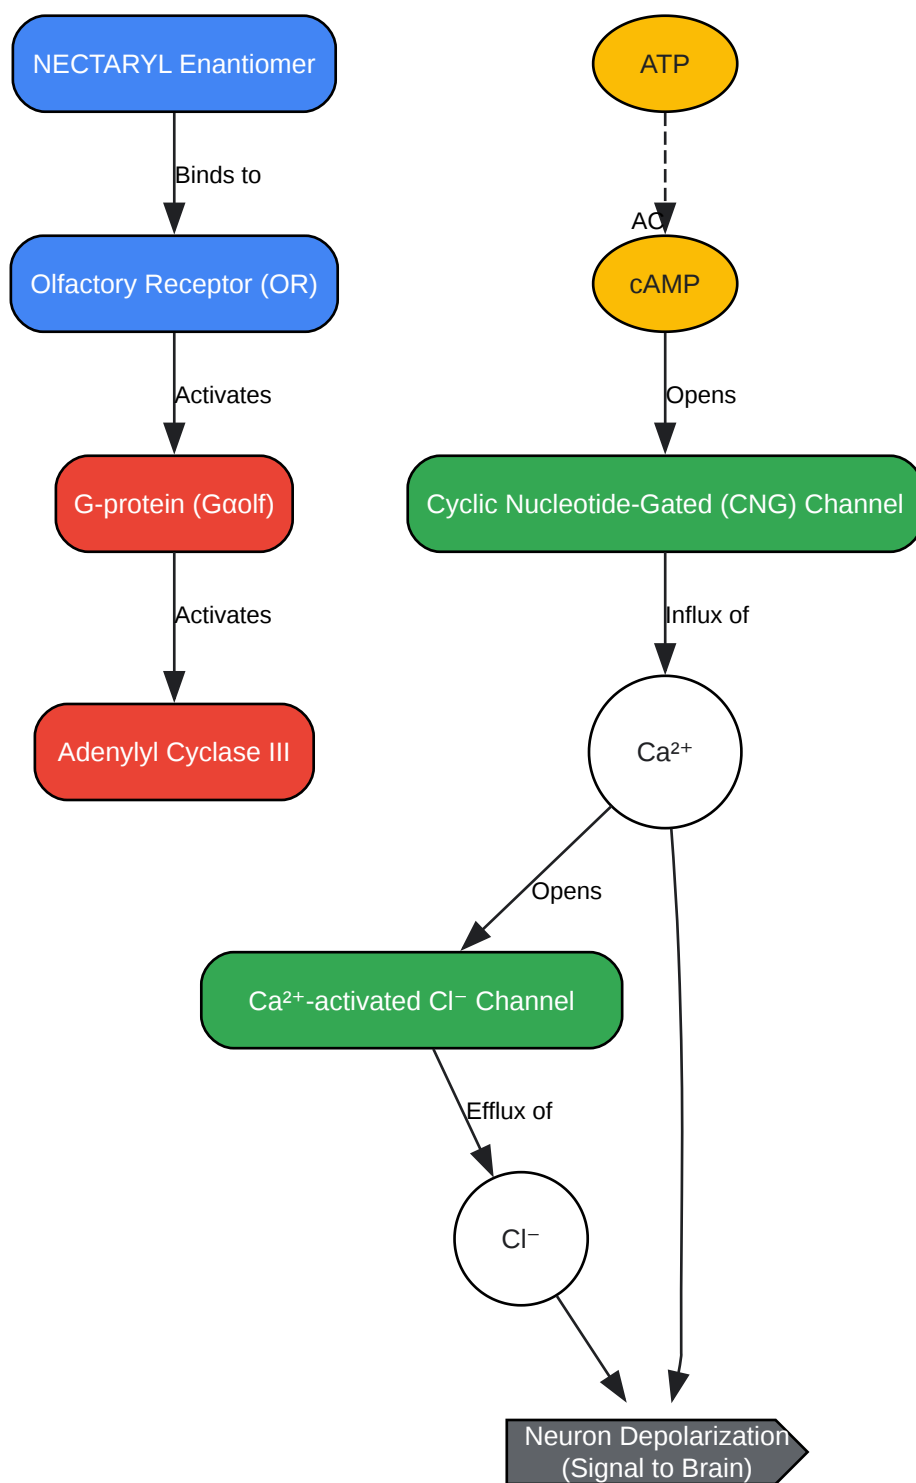 NECTARYL Enantiomer
ATP
Binds to
AC
Olfactory Receptor (OR)
cAMP
Activates
Opens
G-protein (Gαolf)
Cyclic Nucleotide-Gated (CNG) Channel
Activates
Influx of
Adenylyl Cyclase III
Ca²⁺
Opens
Ca²⁺-activated Cl⁻ Channel
Efflux of
Cl⁻
Neuron Depolarization
(Signal to Brain)